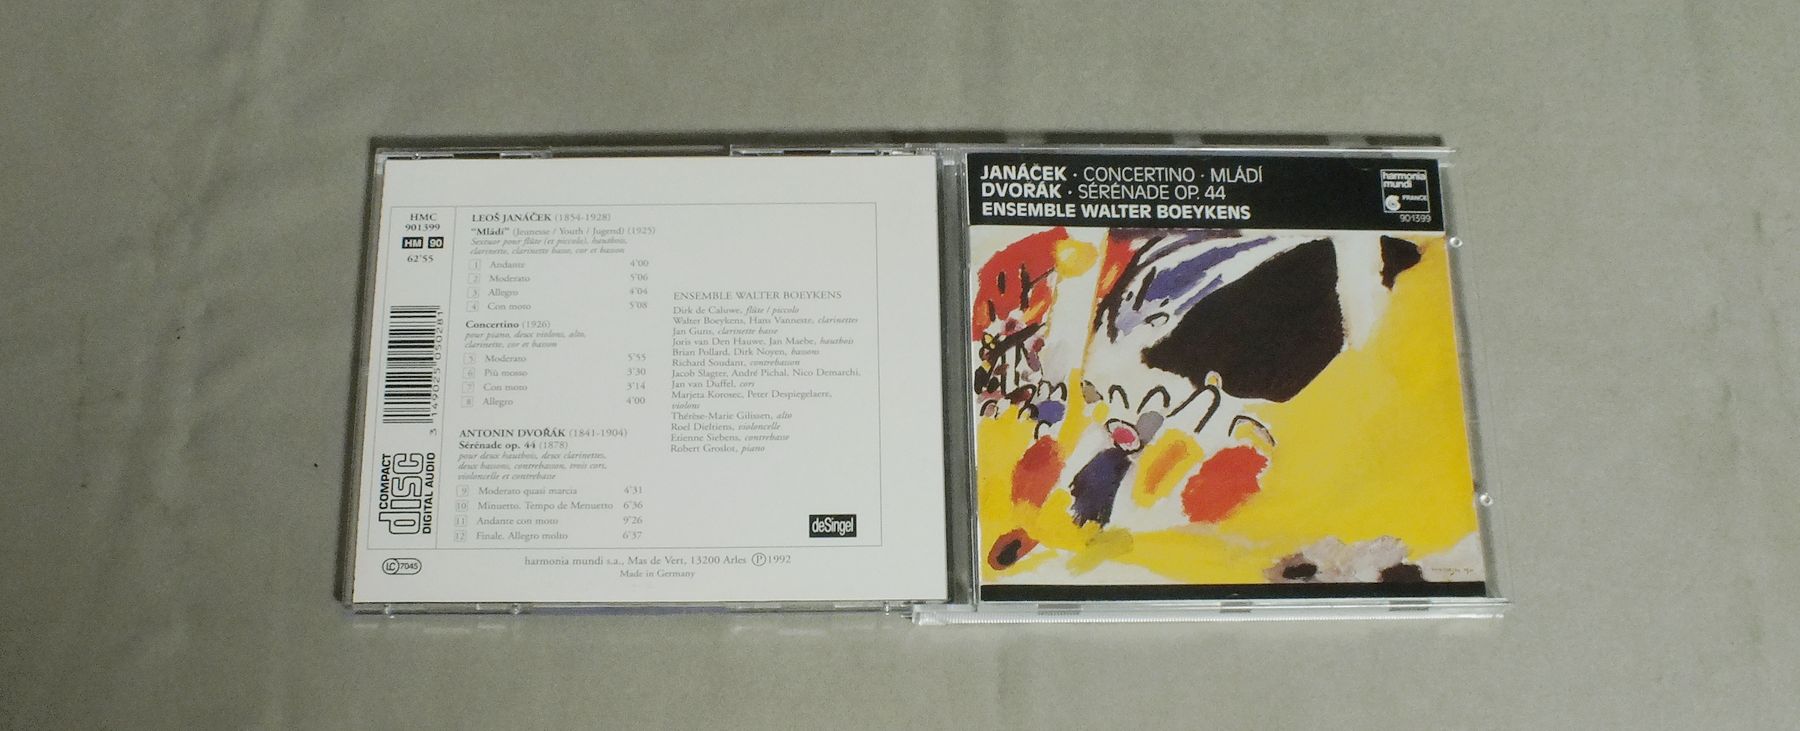 HMC
901399
HM 90
62'55
3 149025 050281
COMPACT
disc
DIGITAL AUDIO
LC 7045
LEOŠ JANÁČEK (1854-1928)
"Mládí" (Jeunesse / Youth / Jugend) (1925)
Sextuor pour flûte (et piccolo), hautbois,
clarinette, clarinette basse, cor et basson
1 Andante 4'00
2 Moderato 5'06
3 Allegro 4'04
4 Con moto 5'08
Concertino (1926)
pour piano, deux violons, alto,
clarinette, cor et basson
5 Moderato 5'55
6 Più mosso 3'30
7 Con moto 3'14
8 Allegro 4'00
ANTONIN DVOŘÁK (1841-1904)
Sérénade op. 44 (1878)
pour deux hautbois, deux clarinettes,
deux bassons, contrebasson, trois cors,
violoncelle et contrebasse
9 Moderato quasi marcia 4'31
10 Minuetto. Tempo de Menuetto 6'36
11 Andante con moto 9'26
12 Finale. Allegro molto 6'37
ENSEMBLE WALTER BOEYKENS
Dirk de Caluwe, flûte / piccolo
Walter Boeykens, Hans Vanneste, clarinettes
Jan Guns, clarinette basse
Joris van Den Hauwe, Jan Maebe, hautbois
Brian Pollard, Dirk Noyen, bassons
Richard Soudant, contrebasson
Jacob Slagter, André Pichal, Nico Demarchi,
Jan van Duffel, cors
Marjeta Korosec, Peter Despiegelaere,
violons
Thérèse-Marie Gilissen, alto
Roel Dieltiens, violoncelle
Etienne Siebens, contrebasse
Robert Groslot, piano
deSingel
harmonia mundi s.a., Mas de Vert, 13200 Arles Ⓟ1992
Made in Germany
JANÁČEK · CONCERTINO · MLÁDÍ
DVOŘÁK · SÉRÉNADE OP. 44
ENSEMBLE WALTER BOEYKENS
harmonia
mundi
FRANCE
901399